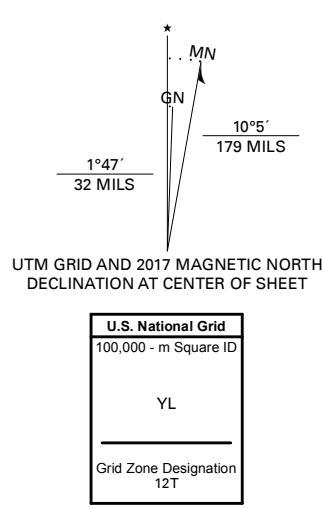 ★
MN
GN
10°5´
179 MILS
1°47´
32 MILS
UTM GRID AND 2017 MAGNETIC NORTH
DECLINATION AT CENTER OF SHEET
U.S. National Grid
100,000 - m Square ID
YL
Grid Zone Designation
12T